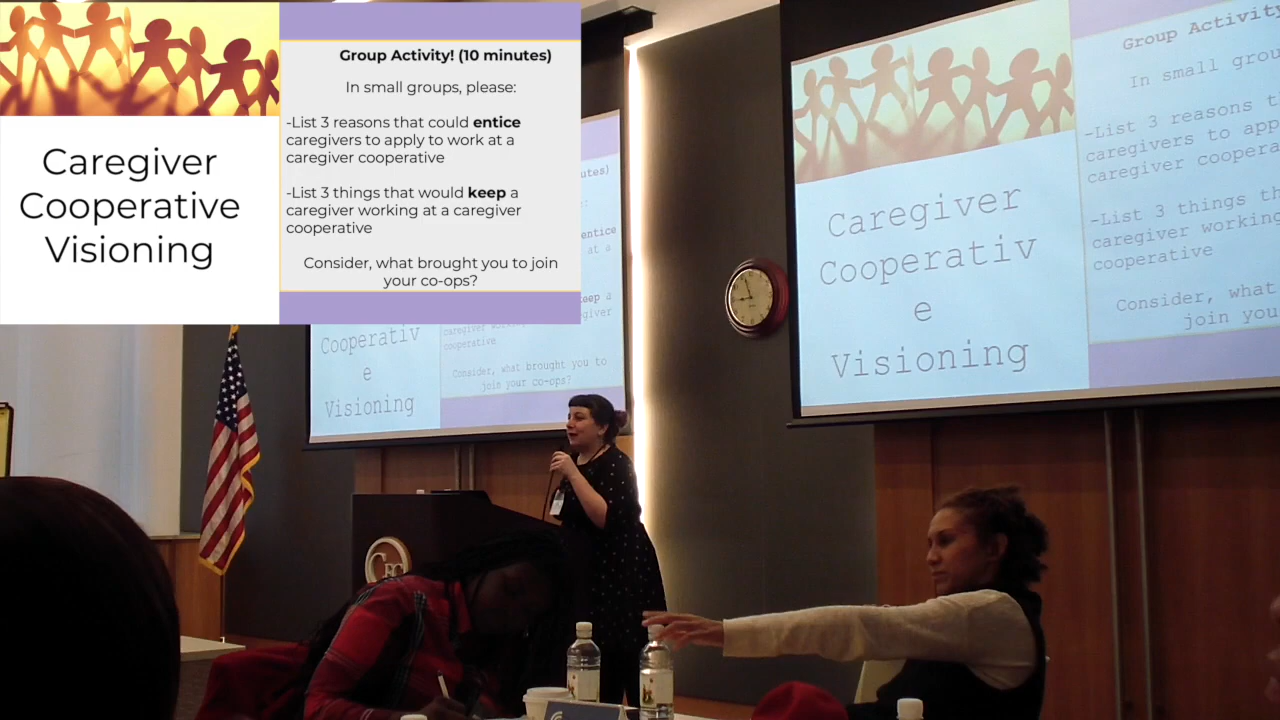 Caregiver
Cooperative
Visioning
Group Activity! (10 minutes)
In small groups, please:
-List 3 reasons that could entice
caregivers to apply to work at a
caregiver cooperative
-List 3 things that would keep a
caregiver working at a caregiver
cooperative
Consider, what brought you to join
your co-ops?
utes)
entice
at a
keep a
caregiver
cooperative
Consider, what brought you to
join your co-ops?
Cooperativ
e
Visioning
Caregiver
Cooperativ
e
Visioning
Group Activity
In small grou
-List 3 reasons t
caregivers to app
caregiver coopera
-List 3 things th
caregiver working
cooperative
Consider, what
join you